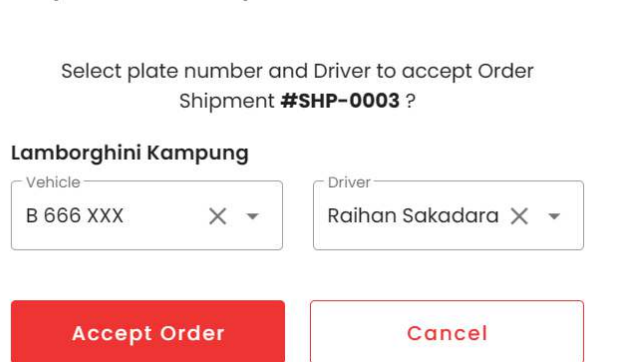 Select plate number and Driver to accept Order
Shipment #SHP-0003 ?
Lamborghini Kampung
Vehicle
B 666 XXX
Driver
Raihan Sakadara
Accept Order
Cancel